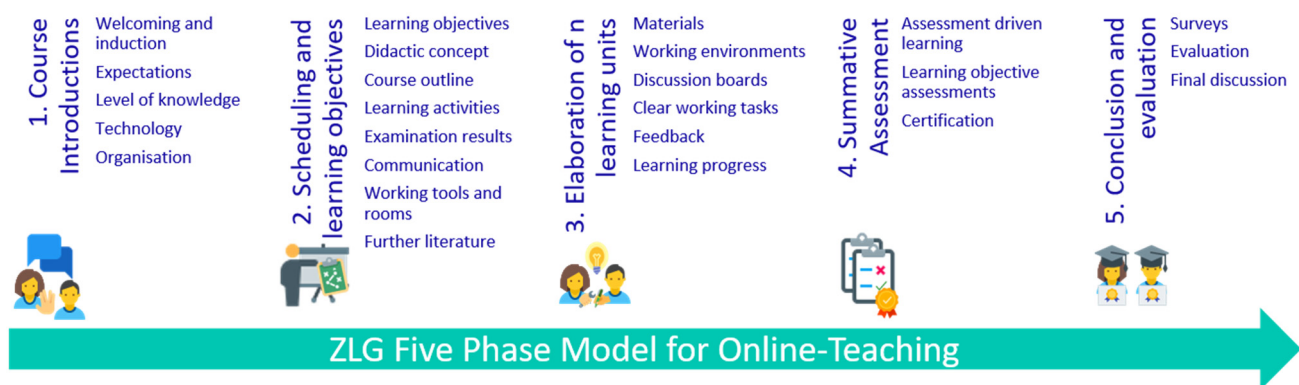 1. Course
Introductions
Welcoming and
induction
Expectations
Level of knowledge
Technology
Organisation
2. Scheduling and
learning objectives
Learning objectives
Didactic concept
Course outline
Learning activities
Examination results
Communication
Working tools and
rooms
Further literature
3. Elaboration of n
learning units
Materials
Working environments
Discussion boards
Clear working tasks
Feedback
Learning progress
4. Summative
Assessment
Assessment driven
learning
Learning objective
assessments
Certification
5. Conclusion and
evaluation
Surveys
Evaluation
Final discussion
ZLG Five Phase Model for Online-Teaching